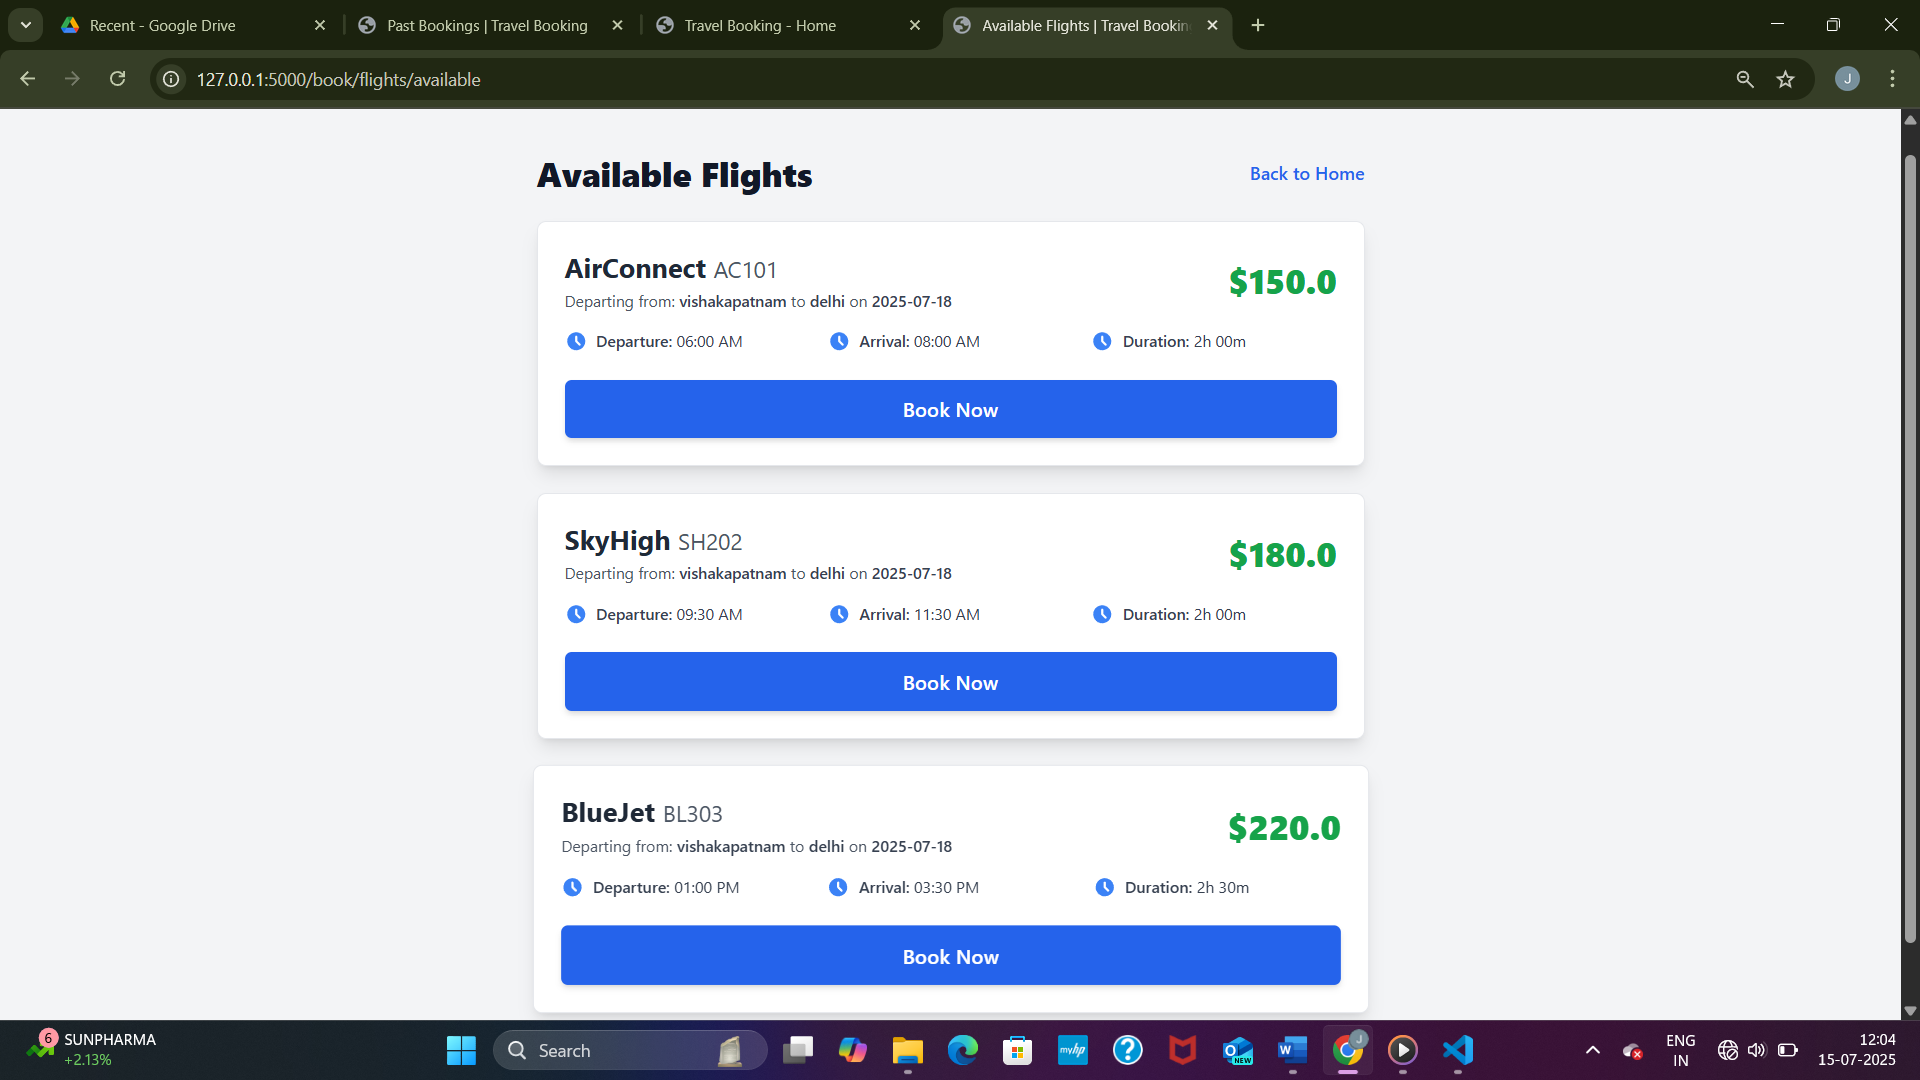 Recent - Google Drive
Past Bookings | Travel Booking
Travel Booking - Home
Available Flights | Travel Bookin
127.0.0.1:5000/book/flights/available
J
Available Flights
Back to Home
AirConnect AC101
$150.0
Departing from: vishakapatnam to delhi on 2025-07-18
Departure: 06:00 AM
Arrival: 08:00 AM
Duration: 2h 00m
Book Now
SkyHigh SH202
$180.0
Departing from: vishakapatnam to delhi on 2025-07-18
Departure: 09:30 AM
Arrival: 11:30 AM
Duration: 2h 00m
Book Now
BlueJet BL303
$220.0
Departing from: vishakapatnam to delhi on 2025-07-18
Departure: 01:00 PM
Arrival: 03:30 PM
Duration: 2h 30m
Book Now
6
SUNPHARMA
+2.13%
Search
myhp
NEW
W
J
ENG
IN
12:04
15-07-2025